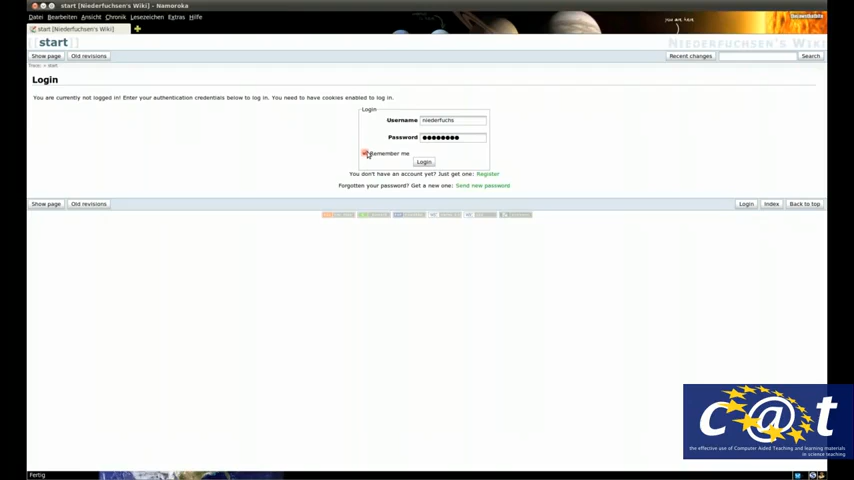 start [Niederfuchsen's Wiki] - Namoroka
Datei Bearbeiten Ansicht Chronik Lesezeichen Extras Hilfe
start [Niederfuchsen's Wiki]
[[ start ]]
NIEDERFUCHSEN'S WIKI
Show page Old revisions Recent changes Search
Trace: » start
Login
You are currently not logged in! Enter your authentication credentials below to log in. You need to have cookies enabled to log in.
Login
Username niederfuchs
Password ●●●●●●●●
Remember me
Login
You don't have an account yet? Just get one: Register
Forgotten your password? Get a new one: Send new password
Show page Old revisions Login Index Back to top
c@t
the effective use of Computer Aided Teaching and learning materials
in science teaching
Fertig